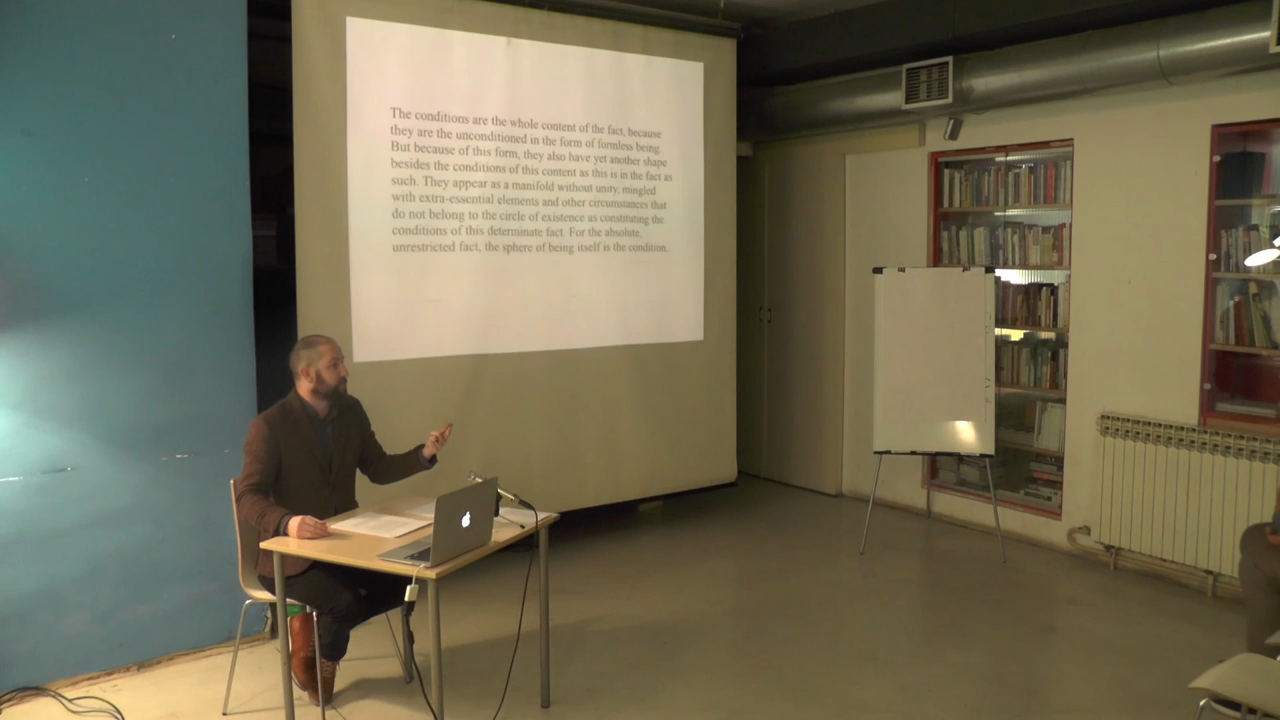 The conditions are the whole content of the fact, because
they are the unconditioned in the form of formless being.
But because of this form, they also have yet another shape
besides the conditions of this content as this is in the fact as
such. They appear as a manifold without unity, mingled
with extra-essential elements and other circumstances that
do not belong to the circle of existence as constituting the
conditions of this determinate fact. For the absolute,
unrestricted fact, the sphere of being itself is the condition.